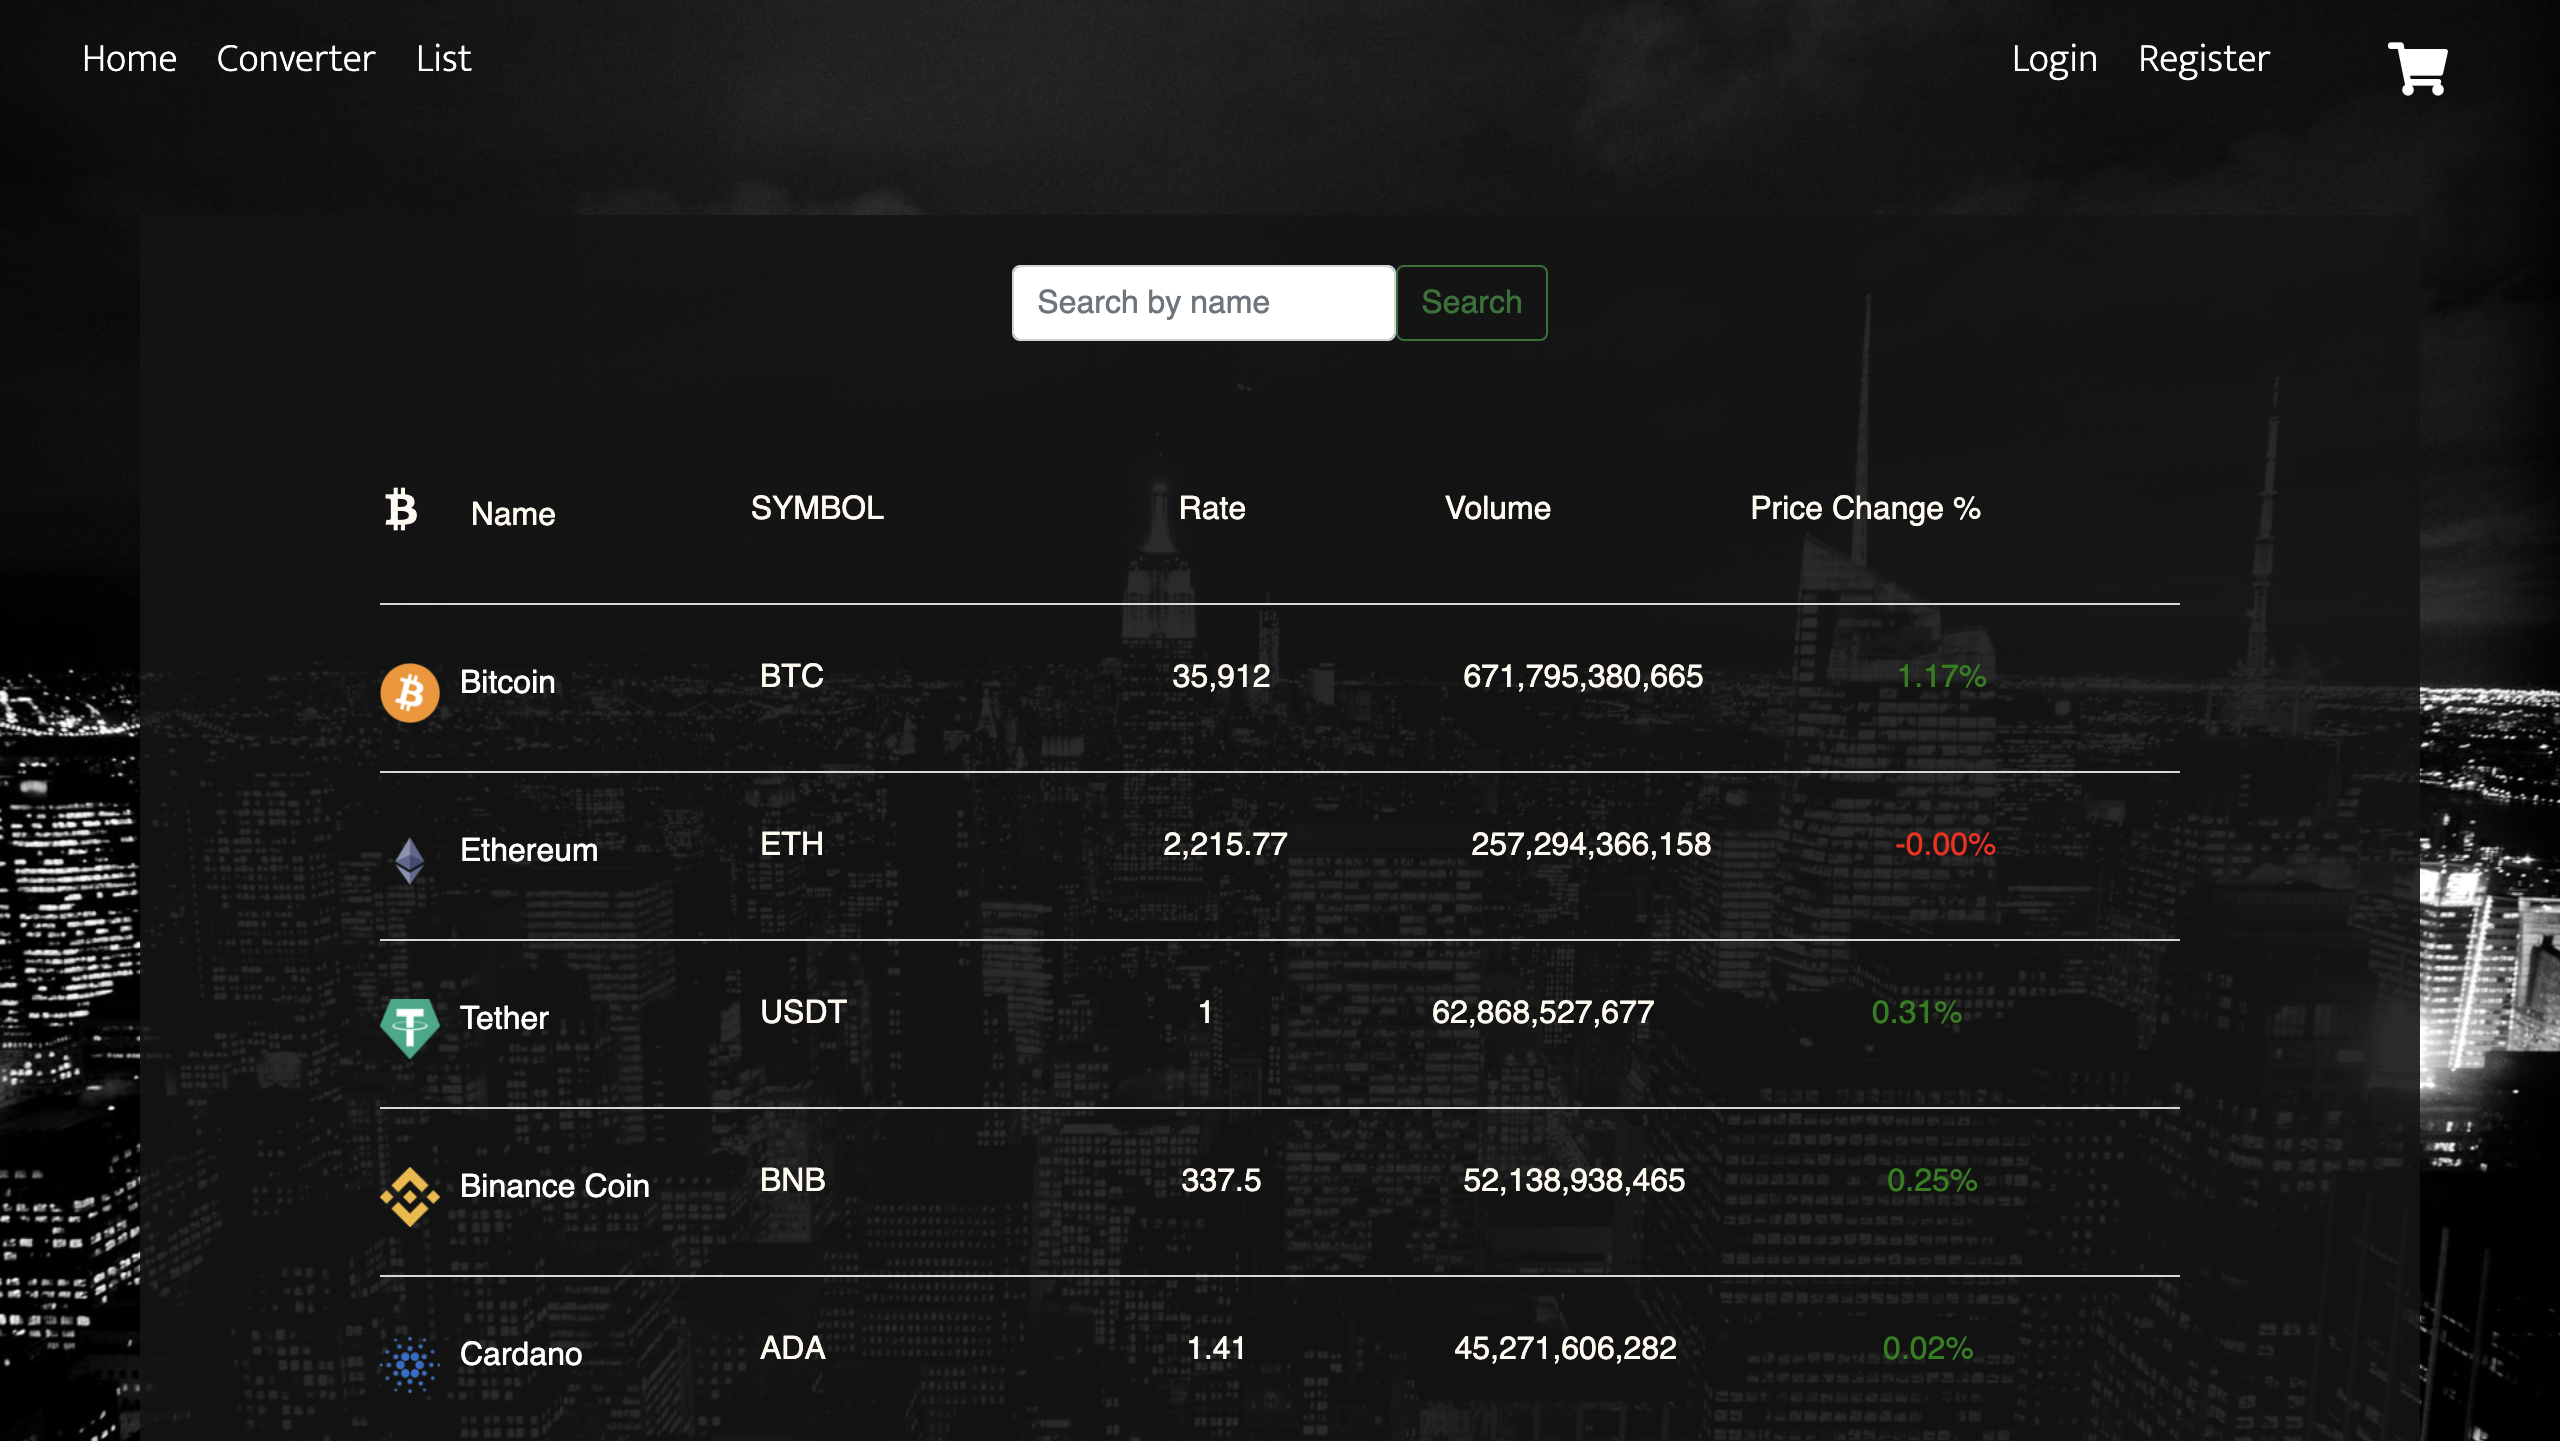 Home Converter List Login Register
Search by name Search
Name SYMBOL Rate Volume Price Change %
Bitcoin BTC 35,912 671,795,380,665 1.17%
Ethereum ETH 2,215.77 257,294,366,158 -0.00%
Tether USDT 1 62,868,527,677 0.31%
Binance Coin BNB 337.5 52,138,938,465 0.25%
Cardano ADA 1.41 45,271,606,282 0.02%